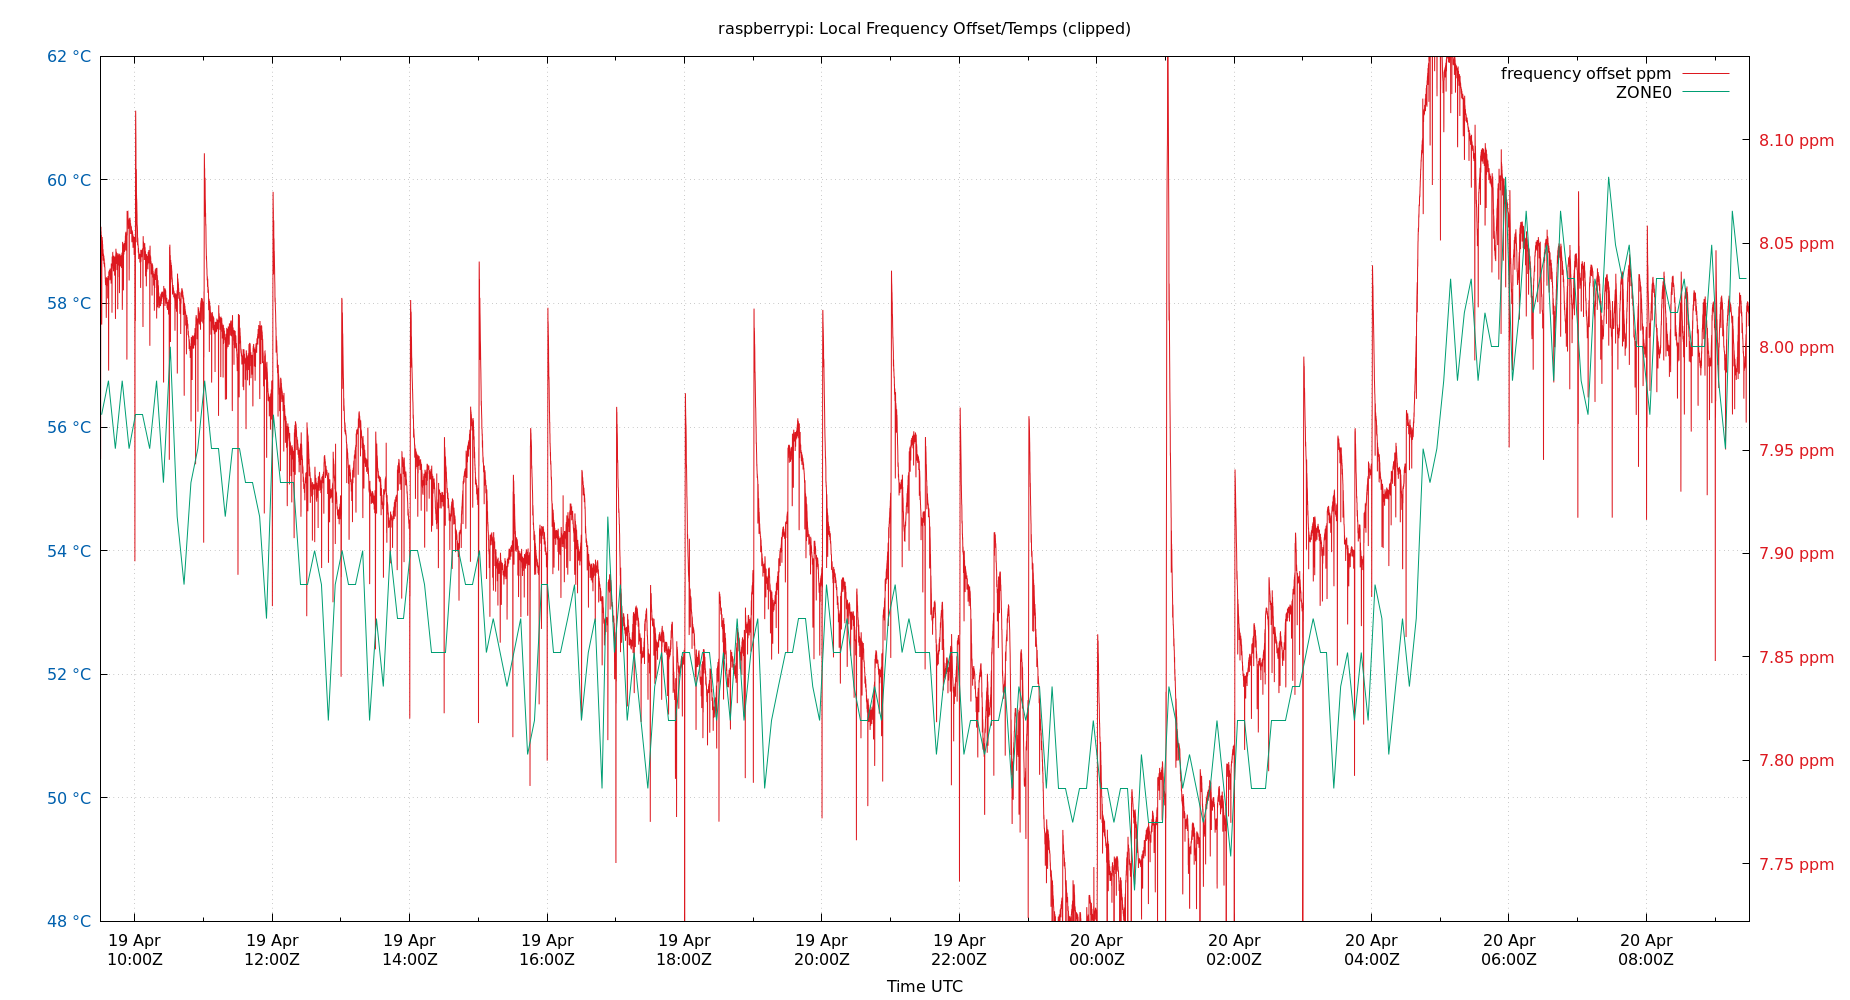 raspberrypi: Local Frequency Offset/Temps (clipped)
62 °C
60 °C
58 °C
56 °C
54 °C
52 °C
50 °C
48 °C
frequency offset ppm
ZONE0
8.10 ppm
8.05 ppm
8.00 ppm
7.95 ppm
7.90 ppm
7.85 ppm
7.80 ppm
7.75 ppm
19 Apr
10:00Z
19 Apr
12:00Z
19 Apr
14:00Z
19 Apr
16:00Z
19 Apr
18:00Z
19 Apr
20:00Z
19 Apr
22:00Z
20 Apr
00:00Z
20 Apr
02:00Z
20 Apr
04:00Z
20 Apr
06:00Z
20 Apr
08:00Z
Time UTC